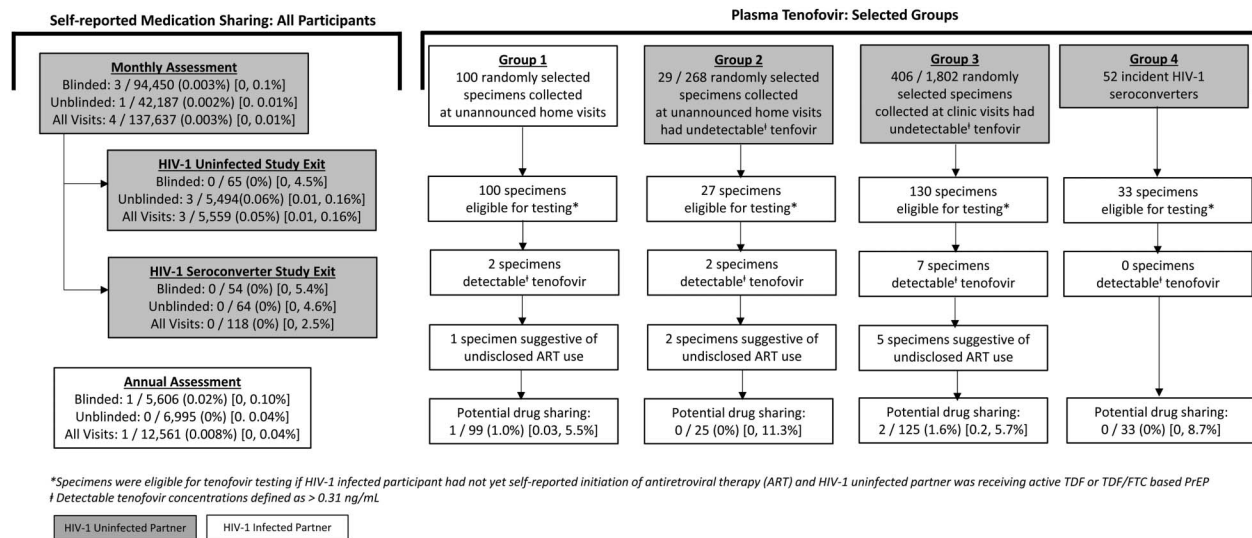 Self-reported Medication Sharing: All Participants
Monthly Assessment
Blinded: 3 / 94,450 (0.003%) [0, 0.1%]
Unblinded: 1 / 42,187 (0.002%) [0. 0.01%]
All Visits: 4 / 137,637 (0.003%) [0, 0.01%]
HIV-1 Uninfected Study Exit
Blinded: 0 / 65 (0%) [0, 4.5%]
Unblinded: 3 / 5,494(0.06%) [0.01, 0.16%]
All Visits: 3 / 5,559 (0.05%) [0.01, 0.16%]
HIV-1 Seroconverter Study Exit
Blinded: 0 / 54 (0%) [0, 5.4%]
Unblinded: 0 / 64 (0%) [0, 4.6%]
All Visits: 0 / 118 (0%) [0, 2.5%]
Annual Assessment
Blinded: 1 / 5,606 (0.02%) [0, 0.10%]
Unblinded: 0 / 6,995 (0%) [0. 0.04%]
All Visits: 1 / 12,561 (0.008%) [0, 0.04%]
Plasma Tenofovir: Selected Groups
Group 1
100 randomly selected
specimens collected
at unannounced home visits
100 specimens
eligible for testing*
2 specimens
detectableƚ tenofovir
1 specimen suggestive of
undisclosed ART use
Potential drug sharing:
1 / 99 (1.0%) [0.03, 5.5%]
Group 2
29 / 268 randomly selected
specimens collected
at unannounced home visits
had undetectableƚ tenfovir
27 specimens
eligible for testing*
2 specimens
detectableƚ tenofovir
2 specimens suggestive of
undisclosed ART use
Potential drug sharing:
0 / 25 (0%) [0, 11.3%]
Group 3
406 / 1,802 randomly
selected specimens
collected at clinic visits had
undetectableƚ tenfovir
130 specimens
eligible for testing*
7 specimens
detectableƚ tenofovir
5 specimens suggestive of
undisclosed ART use
Potential drug sharing:
2 / 125 (1.6%) [0.2, 5.7%]
Group 4
52 incident HIV-1
seroconverters
33 specimens
eligible for testing*
0 specimens
detectableƚ tenofovir
Potential drug sharing:
0 / 33 (0%) [0, 8.7%]
*Specimens were eligible for tenofovir testing if HIV-1 infected participant had not yet self-reported initiation of antiretroviral therapy (ART) and HIV-1 uninfected partner was receiving active TDF or TDF/FTC based PrEP
ƚ Detectable tenofovir concentrations defined as > 0.31 ng/mL
HIV-1 Uninfected Partner
HIV-1 Infected Partner